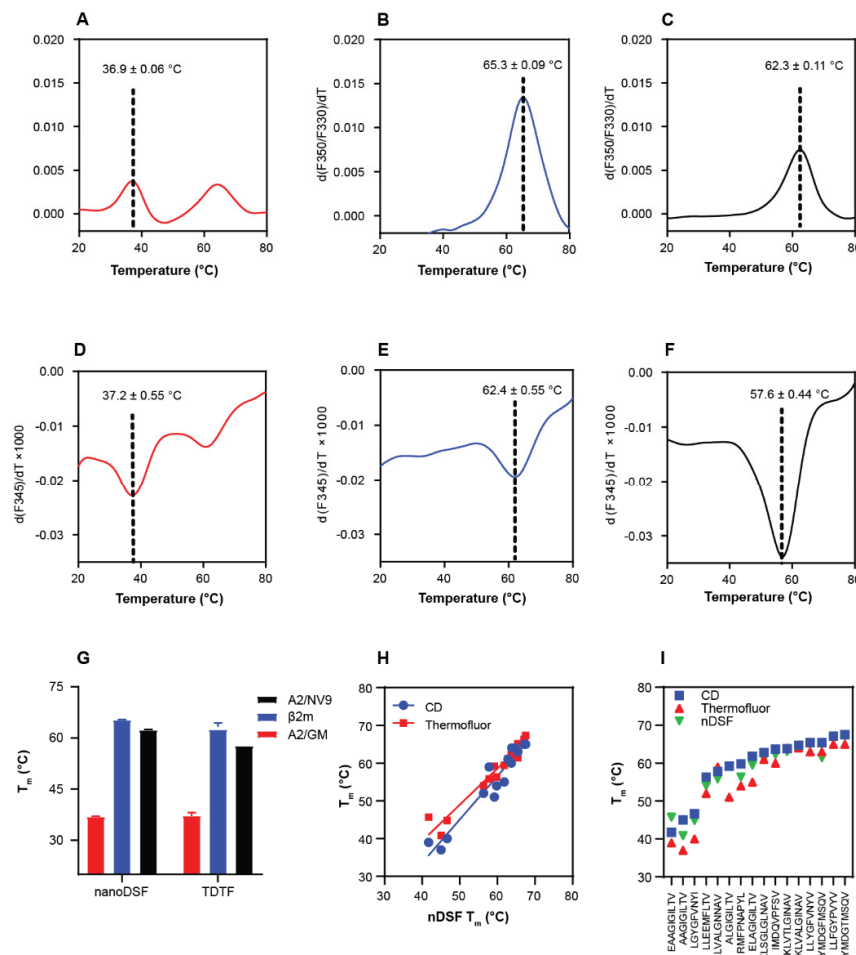 A
B
C
36.9 ± 0.06 °C
65.3 ± 0.09 °C
62.3 ± 0.11 °C
0.020
0.015
0.010
0.005
0.000
d(F350/F330)/dT
20 40 60 80
Temperature (°C)
0.020
0.015
0.010
0.005
0.000
d(F350/F330)/dT
20 40 60 80
Temperature (°C)
0.020
0.015
0.010
0.005
0.000
20 40 60 80
Temperature (°C)
D
E
F
37.2 ± 0.55 °C
62.4 ± 0.55 °C
57.6 ± 0.44 °C
0.00
-0.01
-0.02
-0.03
d(F345)/dT ×1000
20 40 60 80
Temperature (°C)
0.00
-0.01
-0.02
-0.03
d (F345)/dT ×1000
20 40 60 80
Temperature (°C)
0.00
-0.01
-0.02
-0.03
d (F345)/dT ×1000
20 40 60 80
Temperature (°C)
G
75
60
45
30
Tm (°C)
nanoDSF TDTF
A2/NV9
β2m
A2/GM
H
CD
Thermofluor
80
70
60
50
40
30
Tm (°C)
30 40 50 60 70 80
nDSF Tm (°C)
I
CD
Thermofluor
nDSF
80
70
60
50
40
30
Tm (°C)
EAAGIGILTV
AAGIGILTV
LGYGFVNYI
LLEEMFLTV
LVALGNNAV
ALGIGILTV
RMFPNAPYL
ELAGIGILTV
KLSGLGLNAV
IMDQVPFSV
KLVTLGINAV
KLVALGINAV
LLYGFVNYV
YMDGFMSQV
LLFGYPVYV
YMDGTMSQV